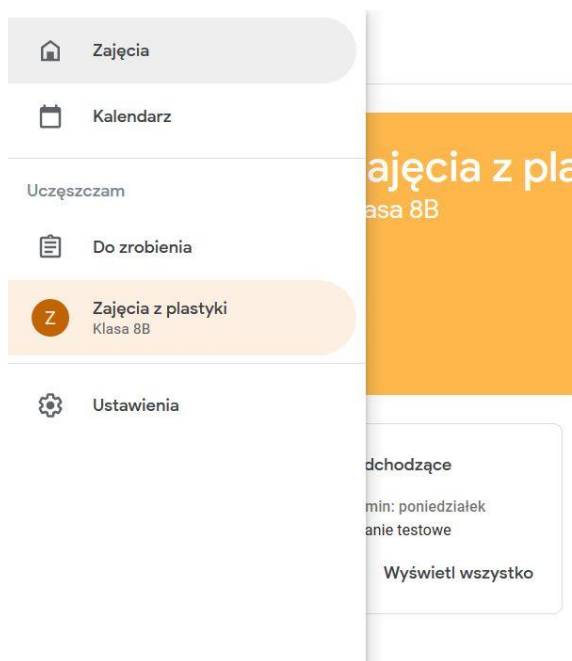 Zajęcia
Kalendarz
Uczęszczam
Do zrobienia
Z
Zajęcia z plastyki
Klasa 8B
Ustawienia
ajęcia z pla
asa 8B
dchodzące
min: poniedziałek
anie testowe
Wyświetl wszystko